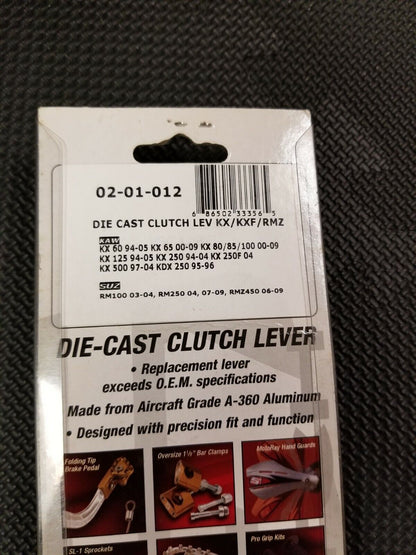 02-01-012
6 86502 33356 5
DIE CAST CLUTCH LEV KX/KXF/RMZ
KAW
KX 60 94-05 KX 65 00-09 KX 80/85/100 00-09
KX 125 94-05 KX 250 94-04 KX 250F 04
KX 500 97-04 KDX 250 95-96
SUZ
RM100 03-04, RM250 04, 07-09, RMZ450 06-09
DIE-CAST CLUTCH LEVER
• Replacement lever
exceeds O.E.M. specifications
Made from Aircraft Grade A-360 Aluminum
• Designed with precision fit and function
Folding Tip
Brake Pedal
Oversize 1⅛" Bar Clamps
MotoRay Hand Guards
SL-1 Sprockets
Pro Grip Kits